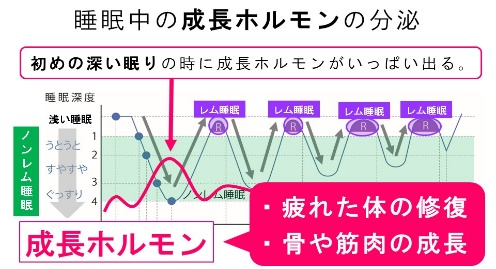 睡眠中の成長ホルモンの分泌
初めの深い眠りの時に成長ホルモンがいっぱい出る。
睡眠深度
浅い睡眠
レム睡眠
レム睡眠
レム睡眠
レム睡眠
R
R
R
R
ノンレム睡眠
1
うとうと
2
すやすや
3
ぐっすり
4
ノンレム睡眠
成長ホルモン
・疲れた体の修復
・骨や筋肉の成長